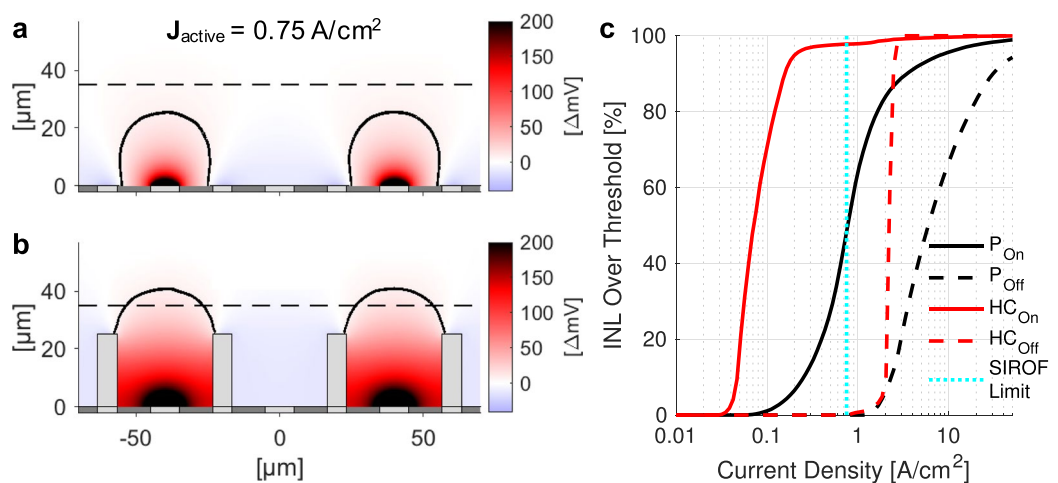 a
J_active = 0.75 A/cm²
[µm]
40
20
0
200
150
100
50
0
[ΔmV]
b
[µm]
40
20
0
-50
0
50
[µm]
200
150
100
50
0
[ΔmV]
c
INL Over Threshold [%]
100
80
60
40
20
0
0.01
0.1
1
10
Current Density [A/cm²]
P_On
P_Off
HC_On
HC_Off
SIROF
Limit